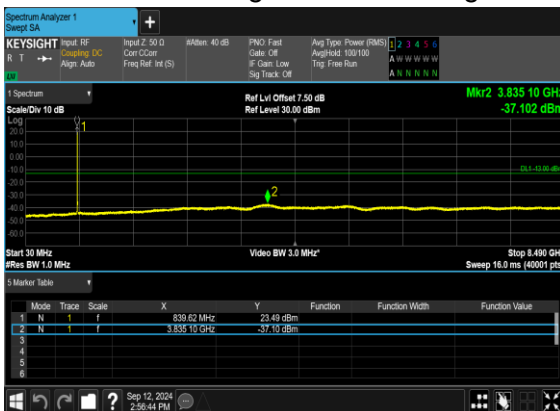 Spectrum Analyzer 1
Swept SA
+
KEYSIGHT Input: RF Input Z: 50 Ω #Atten: 40 dB PNO: Fast Avg Type: Power (RMS) 1 2 3 4 5 6
R T Coupling: DC Corr CCorr Gate: Off Avg|Hold: 100/100 A W W W W W
Align: Auto Freq Ref: Int (S) IF Gain: Low Trig: Free Run A N N N N N
Sig Track: Off
1 Spectrum
Ref Lvl Offset 7.50 dB Mkr2 3.835 10 GHz
Scale/Div 10 dB Ref Level 30.00 dBm -37.102 dBm
Log
20.0
10.0
0.00
-10.0
-20.0
-30.0
-40.0
-50.0
-60.0
1
2
DL1 -13.00 dB
Start 30 MHz Video BW 3.0 MHz* Stop 8.490 GH
#Res BW 1.0 MHz Sweep 16.0 ms (40001 pts
5 Marker Table
Mode Trace Scale X Y Function Function Width Function Value
1 N 1 f 839.62 MHz 23.49 dBm
2 N 1 f 3.835 10 GHz -37.10 dBm
3
4
5
6
? Sep 12, 2024
2:56:44 PM